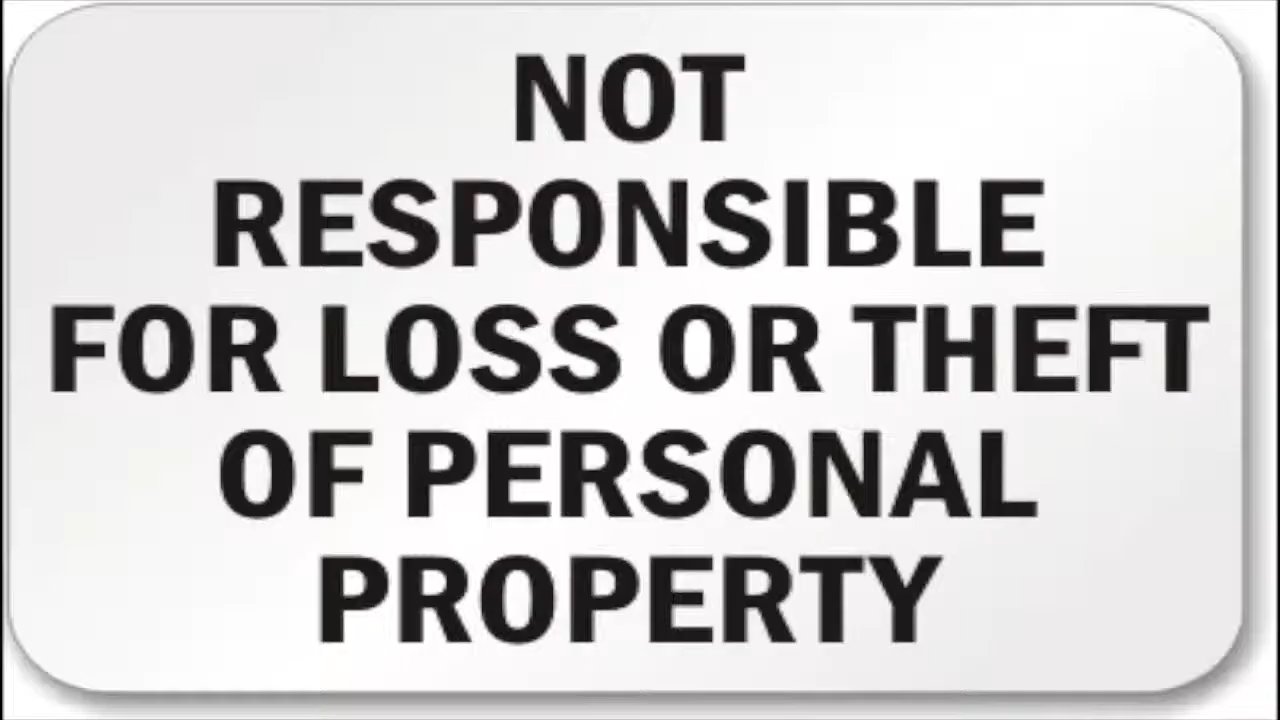 NOT
RESPONSIBLE
FOR LOSS OR THEFT
OF PERSONAL
PROPERTY